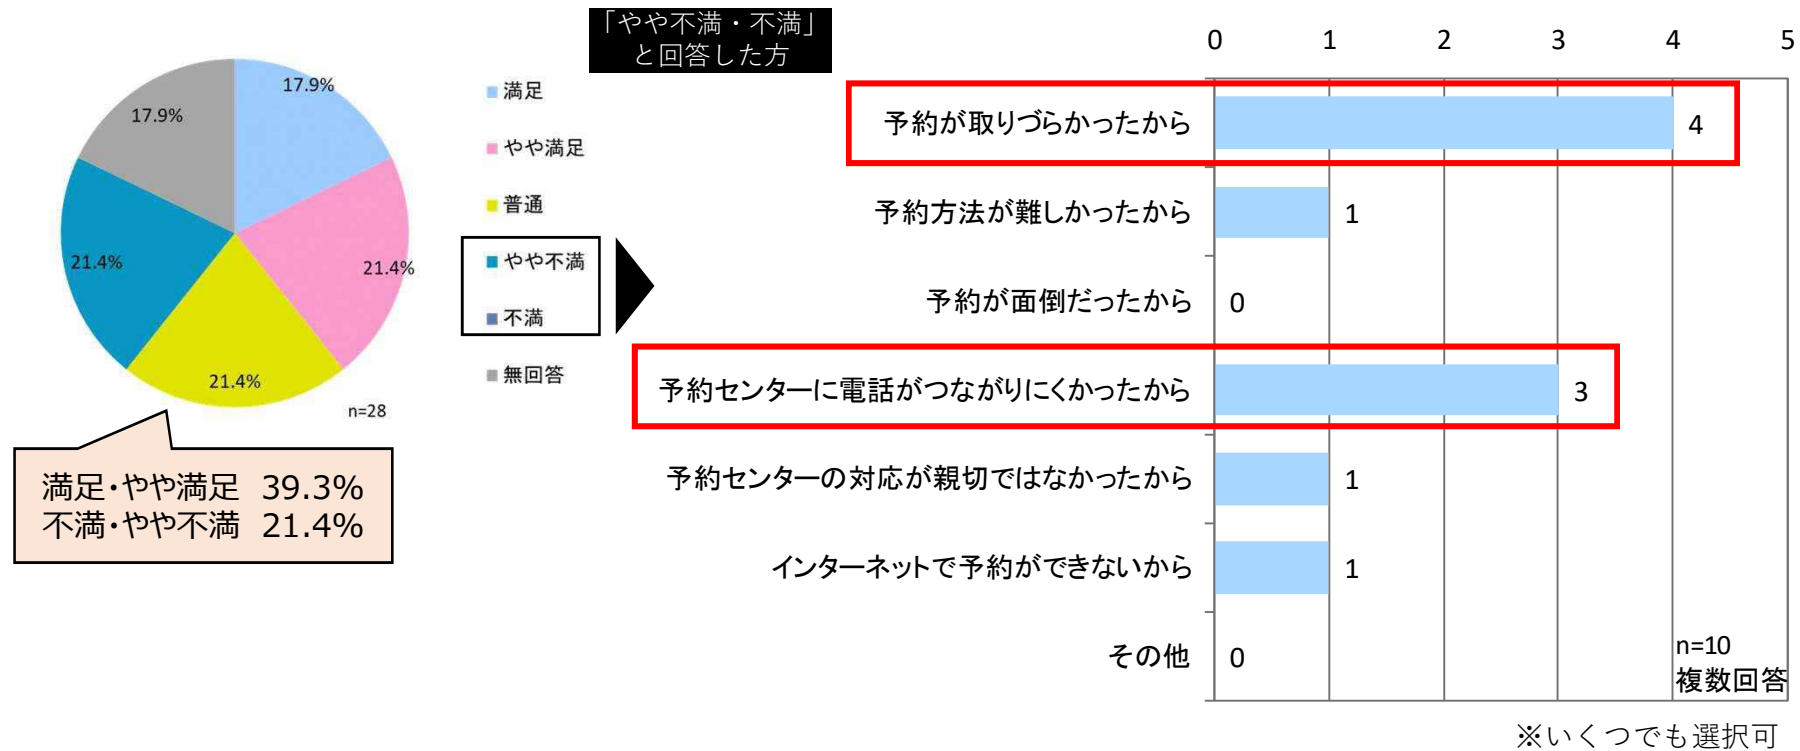 17.9%
21.4%
21.4%
21.4%
17.9%
n=28
満足
やや満足
普通
やや不満
不満
無回答
満足・やや満足 39.3%
不満・やや不満 21.4%
「やや不満・不満」
と回答した方
0 1 2 3 4 5
予約が取りづらかったから 4
予約方法が難しかったから 1
予約が面倒だったから 0
予約センターに電話がつながりにくかったから 3
予約センターの対応が親切ではなかったから 1
インターネットで予約ができないから 1
その他 0
n=10
複数回答
※いくつでも選択可